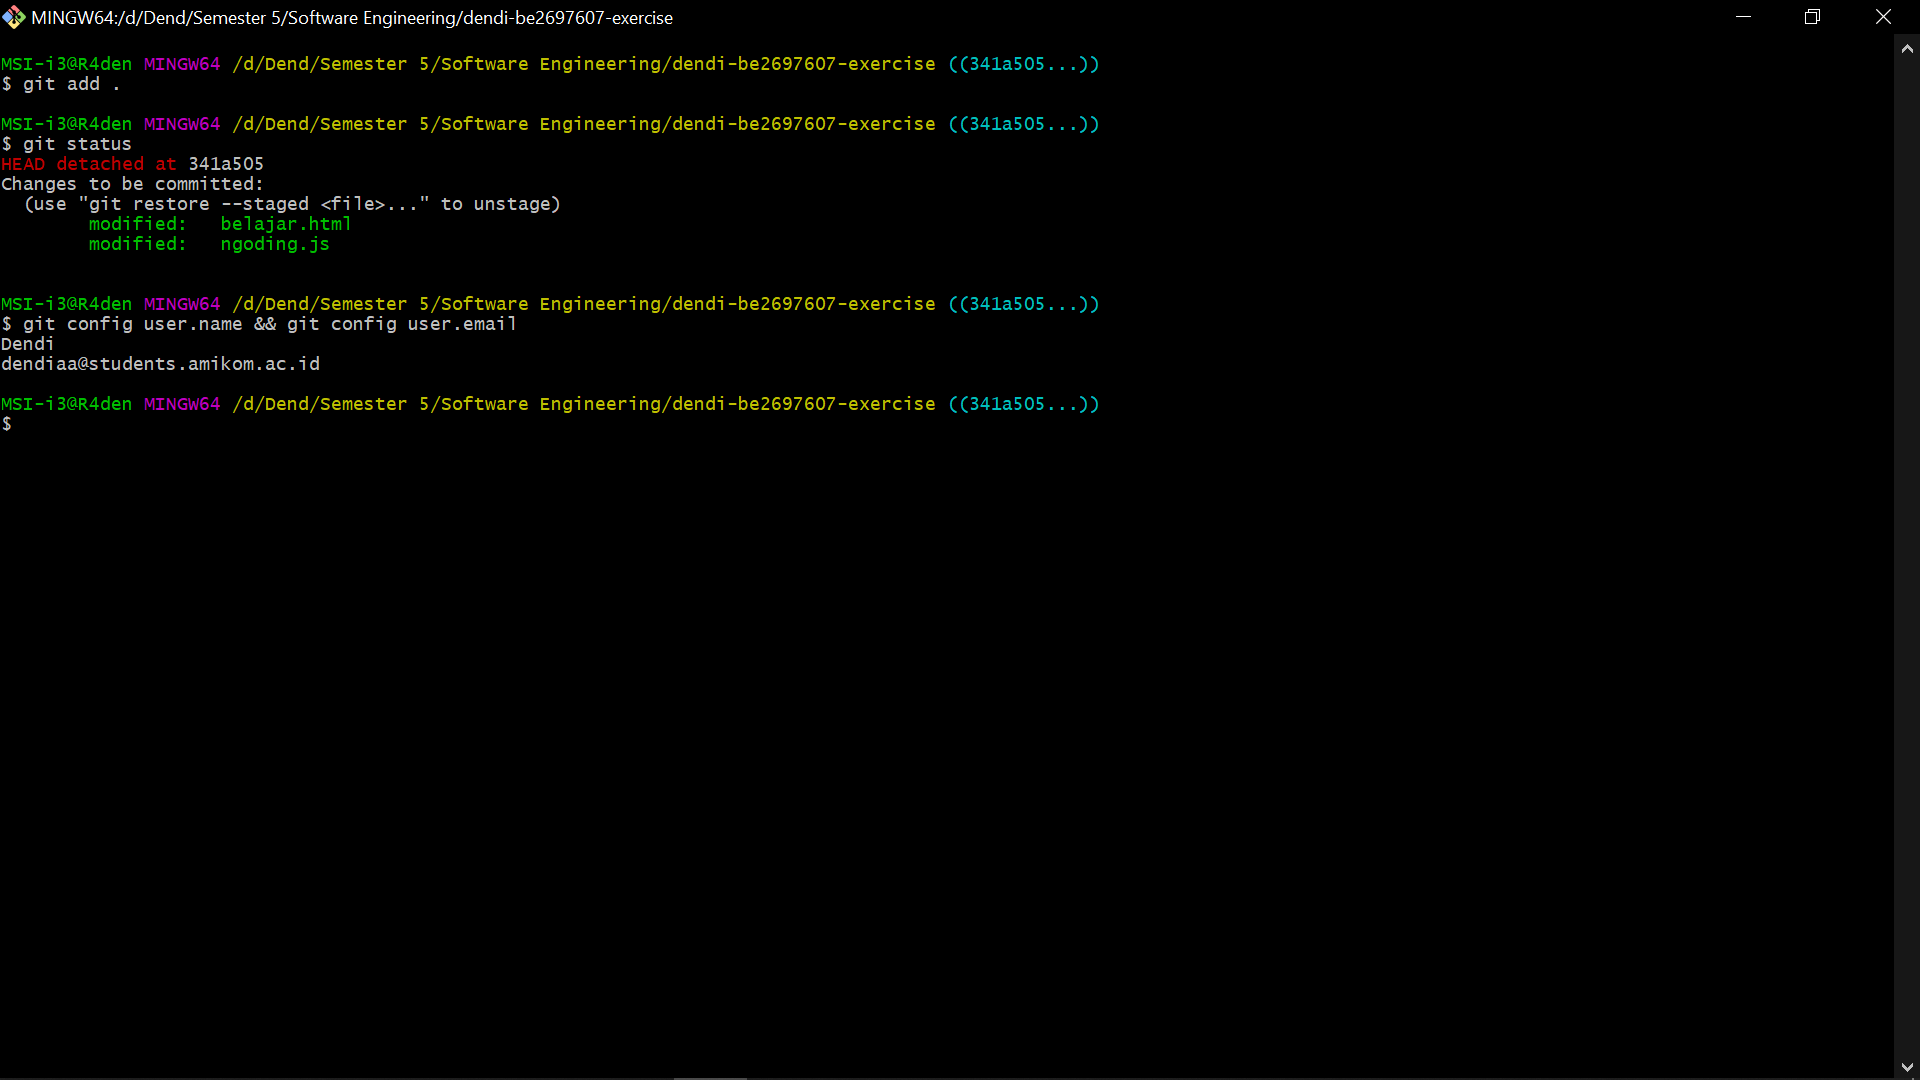 MINGW64:/d/Dend/Semester 5/Software Engineering/dendi-be2697607-exercise
MSI-i3@R4den MINGW64 /d/Dend/Semester 5/Software Engineering/dendi-be2697607-exercise ((341a505...))
$ git add .
MSI-i3@R4den MINGW64 /d/Dend/Semester 5/Software Engineering/dendi-be2697607-exercise ((341a505...))
$ git status
HEAD detached at 341a505
Changes to be committed:
  (use "git restore --staged <file>..." to unstage)
        modified:   belajar.html
        modified:   ngoding.js
MSI-i3@R4den MINGW64 /d/Dend/Semester 5/Software Engineering/dendi-be2697607-exercise ((341a505...))
$ git config user.name && git config user.email
Dendi
dendiaa@students.amikom.ac.id
MSI-i3@R4den MINGW64 /d/Dend/Semester 5/Software Engineering/dendi-be2697607-exercise ((341a505...))
$